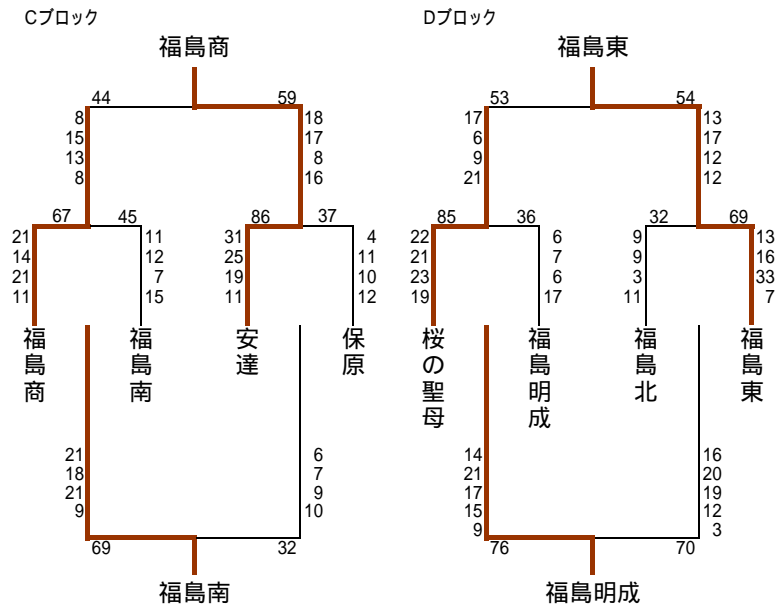 Cブロック
Dブロック
福島商
福島東
44 59
53 54
8 18
15 17
13 8
8 16
17 13
6 17
9 12
21 12
67 45 86 37
85 36 32 69
21 11 31 4
14 12 25 11
21 7 19 10
11 15 11 12
22 6 9 13
21 7 9 16
23 6 3 33
19 17 11 7
福島商
福島南
安達
保原
桜の聖母
福島明成
福島北
福島東
21 6
18 7
21 9
9 10
14 16
21 20
17 19
15 12
9 3
69 32
76 70
福島南
福島明成